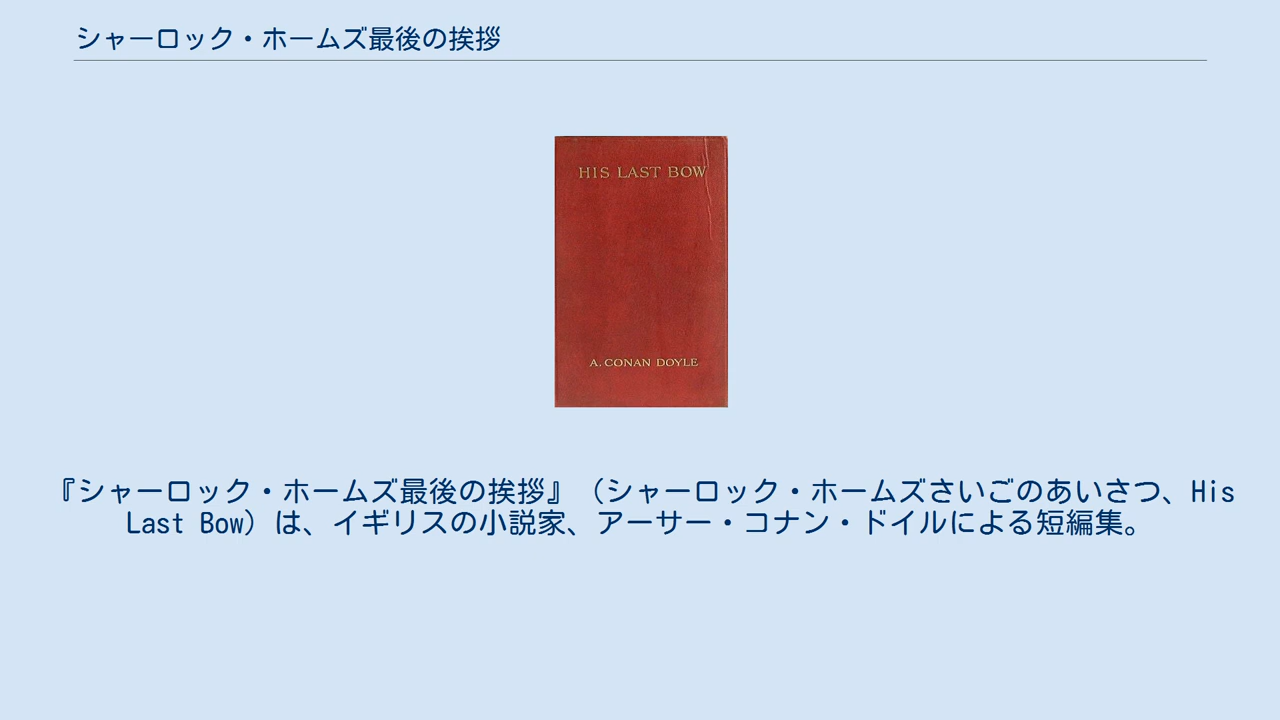 シャーロック・ホームズ最後の挨拶
HIS LAST BOW
A. CONAN DOYLE
『シャーロック・ホームズ最後の挨拶』（シャーロック・ホームズさいごのあいさつ、His
Last Bow）は、イギリスの小説家、アーサー・コナン・ドイルによる短編集。